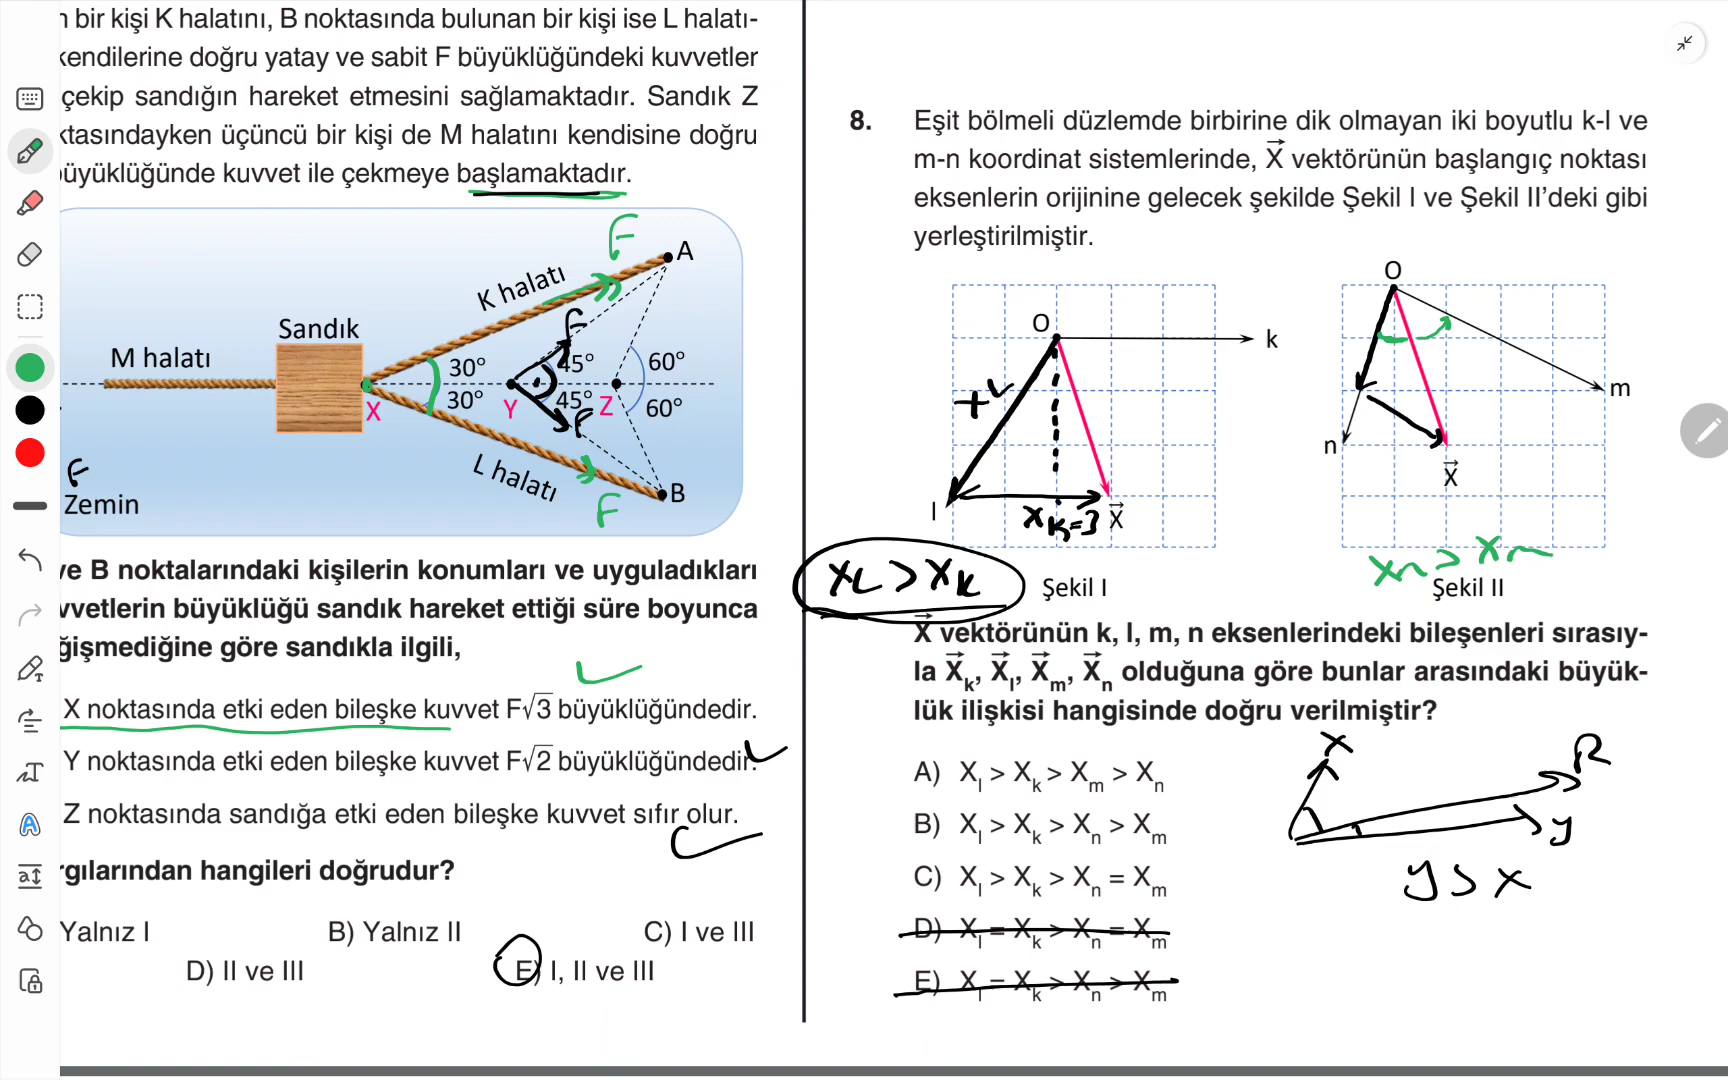 bir kişi K halatını, B noktasında bulunan bir kişi ise L halatı-
kendilerine doğru yatay ve sabit F büyüklüğündeki kuvvetler
çekip sandığın hareket etmesini sağlamaktadır. Sandık Z
ktasındayken üçüncü bir kişi de M halatını kendisine doğru
büyüklüğünde kuvvet ile çekmeye başlamaktadır.
F
A
K halatı
Sandık
F
M halatı
30°
45°
60°
X
30°
Y
45°
Z
60°
F
L halatı
F
B
F
Zemin
ve B noktalarındaki kişilerin konumları ve uyguladıkları
vvetlerin büyüklüğü sandık hareket ettiği süre boyunca
ğişmediğine göre sandıkla ilgili,
X noktasında etki eden bileşke kuvvet F√3 büyüklüğündedir.
Y noktasında etki eden bileşke kuvvet F√2 büyüklüğündedir.
Z noktasında sandığa etki eden bileşke kuvvet sıfır olur.
rgılarından hangileri doğrudur?
Yalnız I B) Yalnız II C) I ve III
D) II ve III E) I, II ve III
8. Eşit bölmeli düzlemde birbirine dik olmayan iki boyutlu k-l ve
m-n koordinat sistemlerinde, X⃗ vektörünün başlangıç noktası
eksenlerin orijinine gelecek şekilde Şekil I ve Şekil II’deki gibi
yerleştirilmiştir.
O
k
l
X⃗
xk=3
xL > xk
Şekil I
O
m
n
X⃗
xn > xm
Şekil II
X⃗ vektörünün k, l, m, n eksenlerindeki bileşenleri sırasıy-
la X⃗k, X⃗l, X⃗m, X⃗n olduğuna göre bunlar arasındaki büyük-
lük ilişkisi hangisinde doğru verilmiştir?
A) Xl > Xk > Xm > Xn
B) Xl > Xk > Xn > Xm
C) Xl > Xk > Xn = Xm
D) Xl = Xk > Xn = Xm
E) Xl = Xk > Xn > Xm
x
R
y
y > x